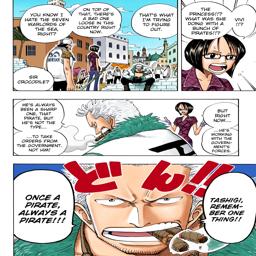 VIVI
!?
THE
PRINCESS!?
WHAT WAS
SHE DOING
WITH A
BUNCH OF
PIRATES!?
THAT'S
WHAT I'M
TRYING TO
FIGURE
OUT.
ON TOP OF
THAT, THERE'S
A BAD ONE
LOOSE IN THIS
COUNTRY RIGHT
NOW.
YOU KNOW THE
SEVEN WARLORDS
OF THE SEA,
RIGHT?
SIR
CROCODILE?
BUT
RIGHT
NOW...
...HE'S
WORKING
WITH THE
GOVERNMENT'S
FORCES.
HE'S ALWAYS
BEEN A SHARP
ONE, THAT
PIRATE, BUT
HE'S NOT THE
TYPE...
...TO TAKE
ORDERS
FROM THE
GOVERNMENT,
NOT HIM!
どん!!
TASHIGI,
REMEM-
BER ONE
THING!!
ONCE A
PIRATE,
ALWAYS A
PIRATE!!!